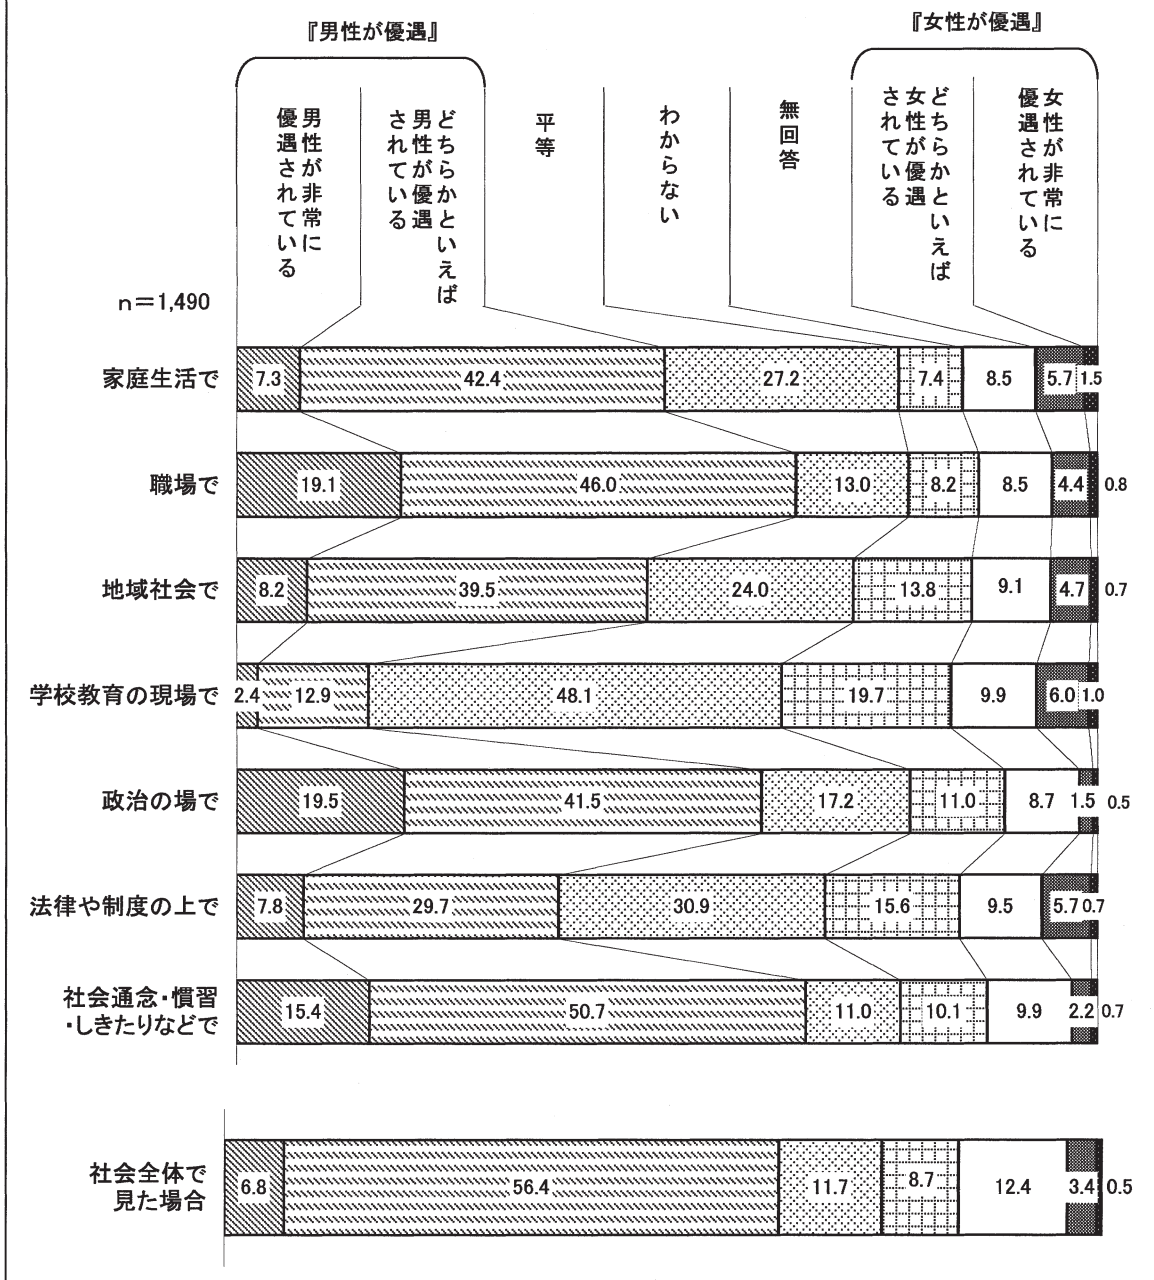 『男性が優遇』
『女性が優遇』
男性が非常に
優遇されている
どちらかといえば
男性が優遇
されている
平等
わからない
無回答
どちらかといえば
女性が優遇
されている
女性が非常に
優遇されている
n=1,490
家庭生活で 7.3 42.4 27.2 7.4 8.5 5.7 1.5
職場で 19.1 46.0 13.0 8.2 8.5 4.4 0.8
地域社会で 8.2 39.5 24.0 13.8 9.1 4.7 0.7
学校教育の現場で 2.4 12.9 48.1 19.7 9.9 6.0 1.0
政治の場で 19.5 41.5 17.2 11.0 8.7 1.5 0.5
法律や制度の上で 7.8 29.7 30.9 15.6 9.5 5.7 0.7
社会通念・慣習
・しきたりなどで 15.4 50.7 11.0 10.1 9.9 2.2 0.7
社会全体で
見た場合 6.8 56.4 11.7 8.7 12.4 3.4 0.5